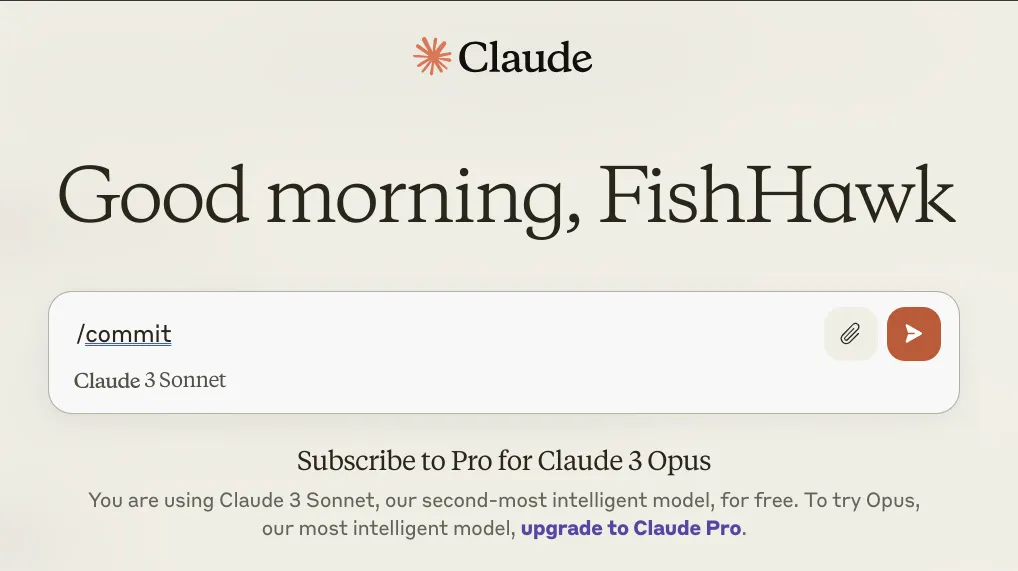 Claude
Good morning, FishHawk
/commit
Claude 3 Sonnet
Subscribe to Pro for Claude 3 Opus
You are using Claude 3 Sonnet, our second-most intelligent model, for free. To try Opus,
our most intelligent model, upgrade to Claude Pro.